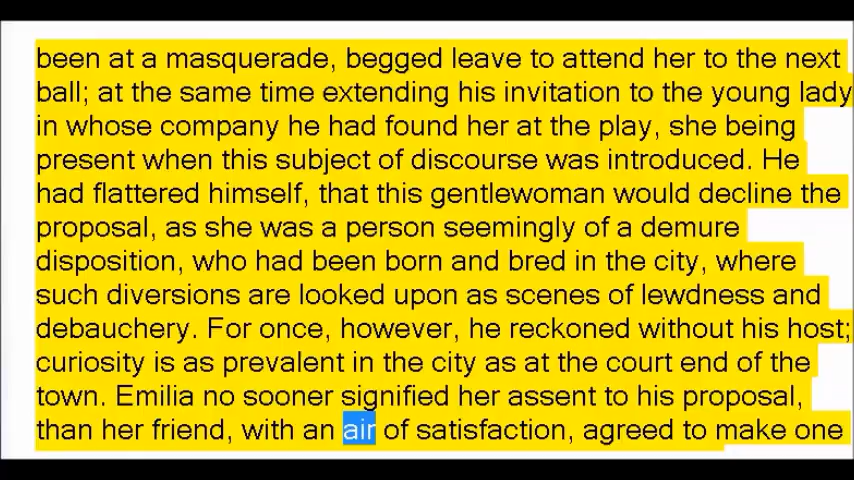 been at a masquerade, begged leave to attend her to the next
ball; at the same time extending his invitation to the young lady
in whose company he had found her at the play, she being
present when this subject of discourse was introduced. He
had flattered himself, that this gentlewoman would decline the
proposal, as she was a person seemingly of a demure
disposition, who had been born and bred in the city, where
such diversions are looked upon as scenes of lewdness and
debauchery. For once, however, he reckoned without his host;
curiosity is as prevalent in the city as at the court end of the
town. Emilia no sooner signified her assent to his proposal,
than her friend, with an air of satisfaction, agreed to make one